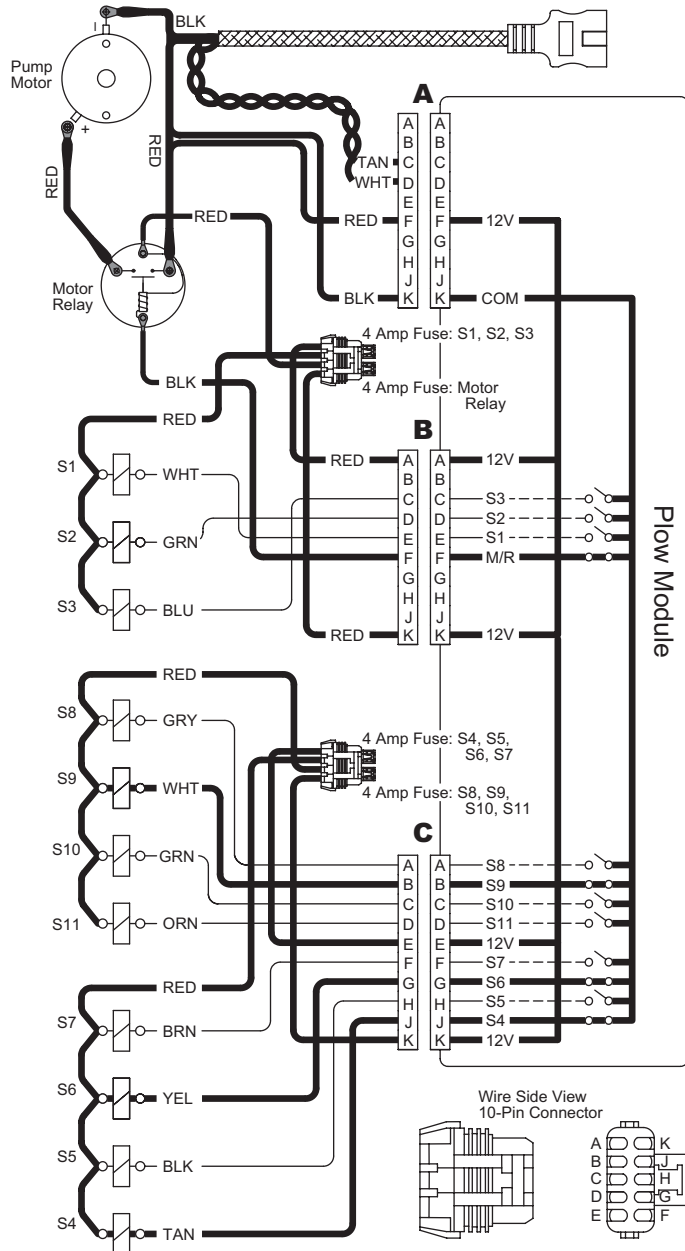 BLK
Pump
Motor
–
+
RED
RED
A
A
B
C
D
E
F
G
H
J
K
A
B
C
D
E
F
G
H
J
K
TAN
WHT
RED
RED
12V
BLK
COM
Motor
Relay
4 Amp Fuse: S1, S2, S3
4 Amp Fuse: Motor
Relay
BLK
RED
B
A
B
C
D
E
F
G
H
J
K
A
B
C
D
E
F
G
H
J
K
RED
12V
S1
WHT
S3
S2
GRN
S2
S1
M/R
S3
BLU
RED
12V
Plow Module
RED
S8
GRY
4 Amp Fuse: S4, S5,
S6, S7
S9
WHT
4 Amp Fuse: S8, S9,
S10, S11
S10
GRN
S11
ORN
C
A
B
C
D
E
F
G
H
J
K
A
B
C
D
E
F
G
H
J
K
S8
S9
S10
S11
12V
S7
S6
S5
S4
12V
RED
S7
BRN
S6
YEL
S5
BLK
S4
TAN
Wire Side View
10-Pin Connector
A
B
C
D
E
K
J
H
G
F